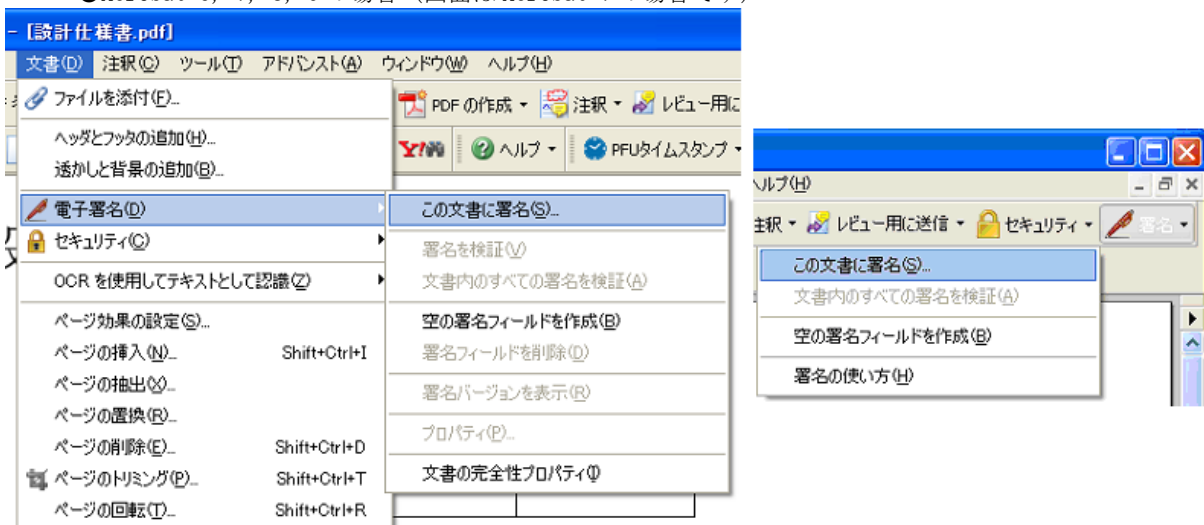 - [設計仕様書.pdf]
文書(D) 注釈(C) ツール(T) アドバンスト(A) ウィンドウ(W) ヘルプ(H)
ファイルを添付(F)...
ヘッダとフッタの追加(H)...
透かしと背景の追加(B)...
電子署名(D)
セキュリティ(C)
OCR を使用してテキストとして認識(Z)
ページ効果の設定(S)...
ページの挿入(N)... Shift+Ctrl+I
ページの抽出(X)...
ページの置換(R)...
ページの削除(E)... Shift+Ctrl+D
ページのトリミング(P)... Shift+Ctrl+T
ページの回転(T)... Shift+Ctrl+R
PDF の作成 注釈 レビュー用に
Y! ヘルプ PFUタイムスタンプ
この文書に署名(S)...
署名を検証(V)
文書内のすべての署名を検証(A)
空の署名フィールドを作成(B)
署名フィールドを削除(D)
署名バージョンを表示(R)
プロパティ(P)...
文書の完全性プロパティ(I)
ヘルプ(H)
注釈 レビュー用に送信 セキュリティ 署名
この文書に署名(S)...
文書内のすべての署名を検証(A)
空の署名フィールドを作成(B)
署名の使い方(H)